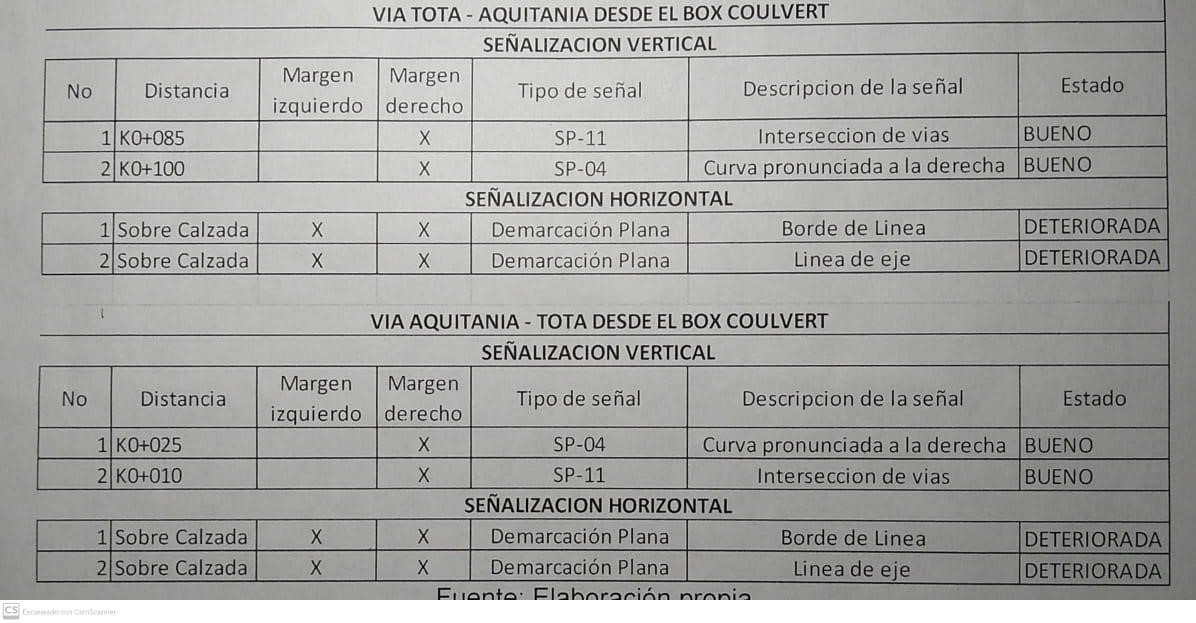 VIA TOTA - AQUITANIA DESDE EL BOX COULVERT
SEÑALIZACION VERTICAL
No Distancia Margen izquierdo Margen derecho Tipo de señal Descripcion de la señal Estado
1 K0+085 X SP-11 Interseccion de vias BUENO
2 K0+100 X SP-04 Curva pronunciada a la derecha BUENO
SEÑALIZACION HORIZONTAL
1 Sobre Calzada X X Demarcación Plana Borde de Linea DETERIORADA
2 Sobre Calzada X X Demarcación Plana Linea de eje DETERIORADA
VIA AQUITANIA - TOTA DESDE EL BOX COULVERT
SEÑALIZACION VERTICAL
No Distancia Margen izquierdo Margen derecho Tipo de señal Descripcion de la señal Estado
1 K0+025 X SP-04 Curva pronunciada a la derecha BUENO
2 K0+010 X SP-11 Interseccion de vias BUENO
SEÑALIZACION HORIZONTAL
1 Sobre Calzada X X Demarcación Plana Borde de Linea DETERIORADA
2 Sobre Calzada X X Demarcación Plana Linea de eje DETERIORADA
Fuente: Elaboración propia
CS Escaneado con CamScanner